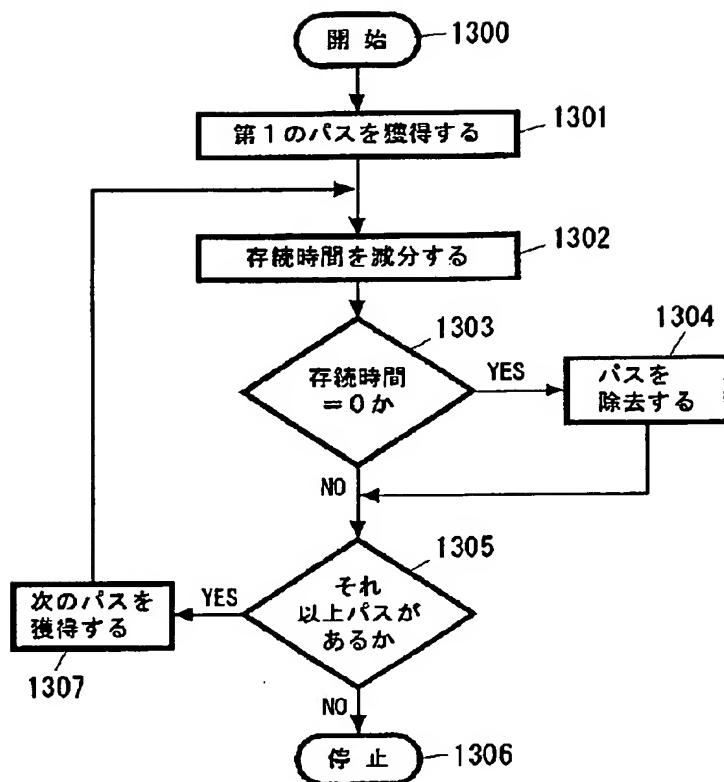 開始
1300
第1のパスを獲得する
1301
存続時間を減分する
1302
1303
存続時間
=0か
YES
1304
パスを
除去する
NO
1305
それ
以上パスが
あるか
YES
次のパスを
獲得する
1307
NO
停止
1306